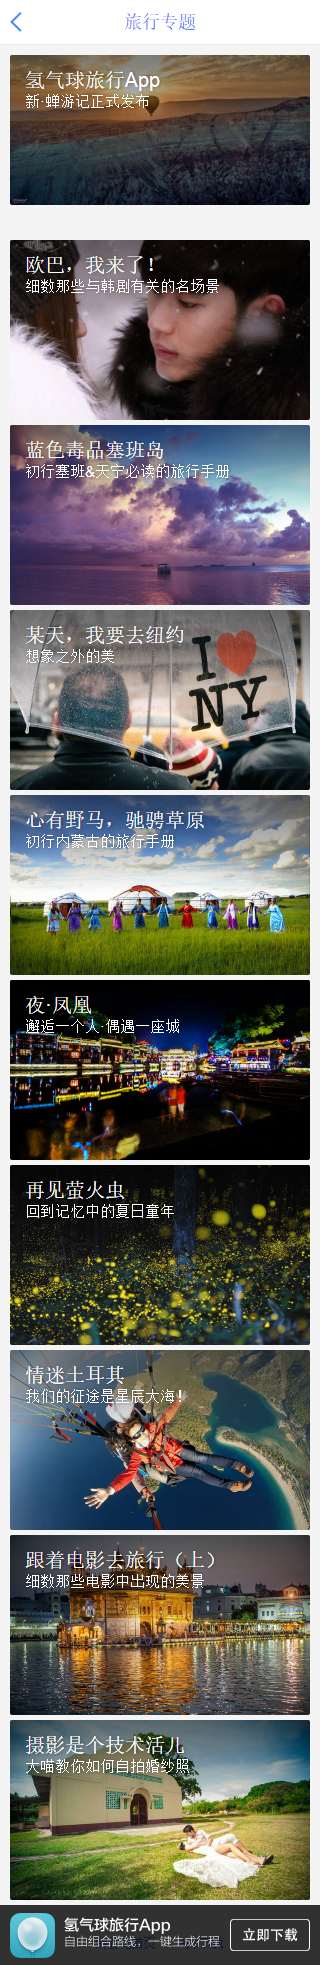 旅行专题
氢气球旅行App
新·蝉游记正式发布
欧巴，我来了！
细数那些与韩剧有关的名场景
蓝色毒品塞班岛
初行塞班&天宁必读的旅行手册
某天，我要去纽约
想象之外的美
I
NY
心有野马，驰骋草原
初行内蒙古的旅行手册
夜·凤凰
邂逅一个人·偶遇一座城
再见萤火虫
回到记忆中的夏日童年
情迷土耳其
我们的征途是星辰大海！
跟着电影去旅行（上）
细数那些电影中出现的美景
摄影是个技术活儿
大喵教你如何自拍婚纱照
氢气球旅行App
自由组合路线，一键生成行程
立即下载